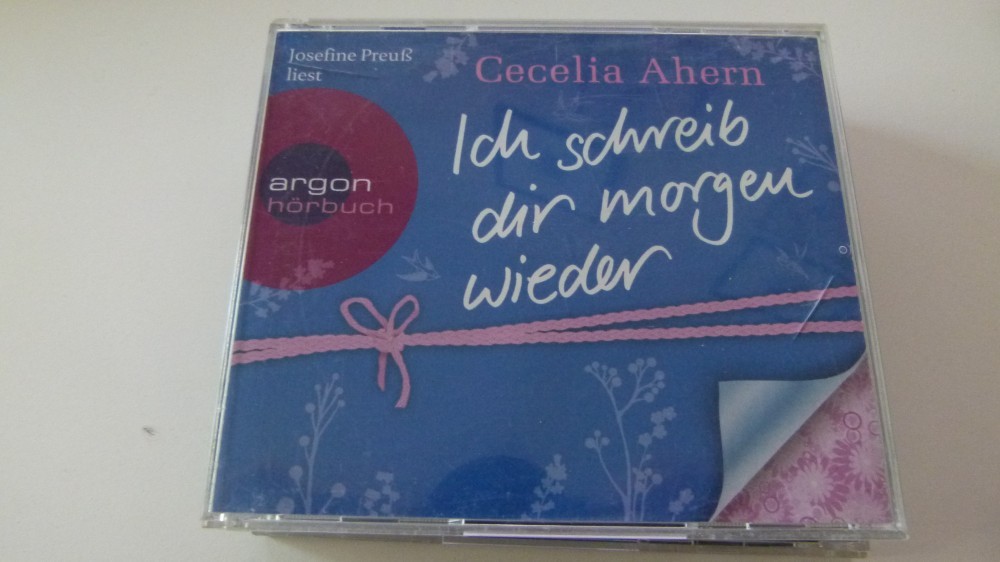 Josefine Preuß
liest
Cecelia Ahern
Ich schreib
dir morgen
wieder
argon
hörbuch